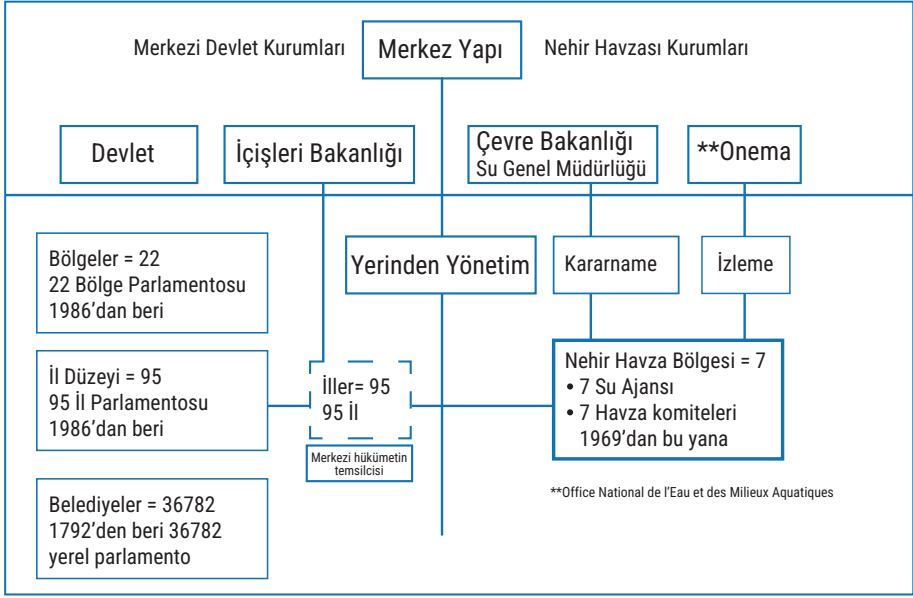 Merkezi Devlet Kurumları
Merkez Yapı
Nehir Havzası Kurumları
Devlet
İçişleri Bakanlığı
Çevre Bakanlığı
Su Genel Müdürlüğü
**Onema
Bölgeler = 22
22 Bölge Parlamentosu
1986'dan beri
Yerinden Yönetim
Kararname
İzleme
İl Düzeyi = 95
95 İl Parlamentosu
1986'dan beri
İller= 95
95 İl
Merkezi hükümetin
temsilcisi
Nehir Havza Bölgesi = 7
• 7 Su Ajansı
• 7 Havza komiteleri
1969'dan bu yana
**Office National de l'Eau et des Milieux Aquatiques
Belediyeler = 36782
1792'den beri 36782
yerel parlamento